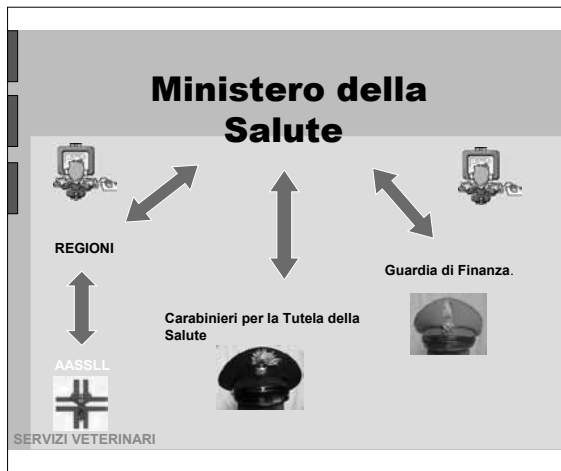 Ministero della
Salute
REGIONI
Guardia di Finanza.
Carabinieri per la Tutela della
Salute
AASSLL
SERVIZI VETERINARI